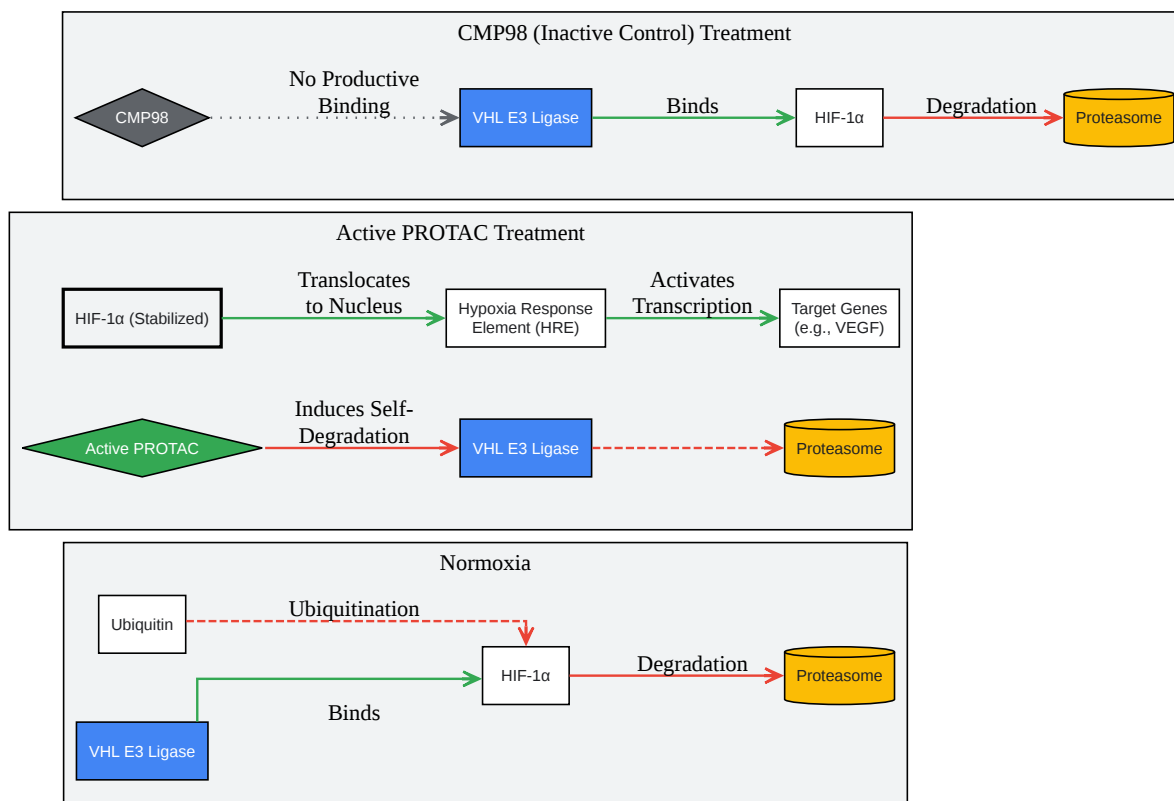 CMP98 (Inactive Control) Treatment
No Productive
Binding
Binds
Degradation
CMP98
VHL E3 Ligase
HIF-1α
Proteasome
Active PROTAC Treatment
Translocates
to Nucleus
Activates
Transcription
HIF-1α (Stabilized)
Hypoxia Response
Element (HRE)
Target Genes
(e.g., VEGF)
Induces Self-
Degradation
Active PROTAC
VHL E3 Ligase
Proteasome
Normoxia
Ubiquitin
Ubiquitination
HIF-1α
Degradation
Proteasome
Binds
VHL E3 Ligase